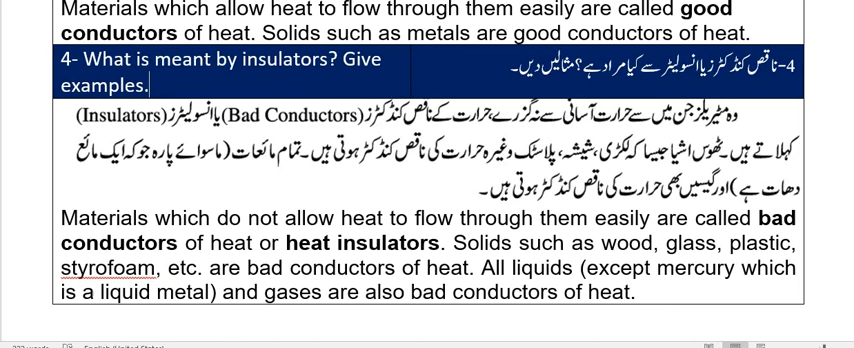 Materials which allow heat to flow through them easily are called good
conductors of heat. Solids such as metals are good conductors of heat.
4- What is meant by insulators? Give
examples.
4-ناقص کنڈکٹرز یا انسولیٹر سے کیا مراد ہے؟ مثالیں دیں۔
وہ مٹیریلز جن میں سے حرارت آسانی سے نہ گزرے، حرارت کے ناقص کنڈکٹرز (Bad Conductors) یا انسولیٹرز (Insulators)
کہلاتے ہیں۔ ٹھوس اشیا جیسا کہ لکڑی، شیشہ، پلاسٹک وغیرہ حرارت کی ناقص کنڈکٹر ہوتی ہیں۔ تمام مائعات (ماسوائے پارہ جو کہ ایک مائع
دھات ہے) اور گیسیں بھی حرارت کی ناقص کنڈکٹر ہوتی ہیں۔
Materials which do not allow heat to flow through them easily are called bad
conductors of heat or heat insulators. Solids such as wood, glass, plastic,
styrofoam, etc. are bad conductors of heat. All liquids (except mercury which
is a liquid metal) and gases are also bad conductors of heat.